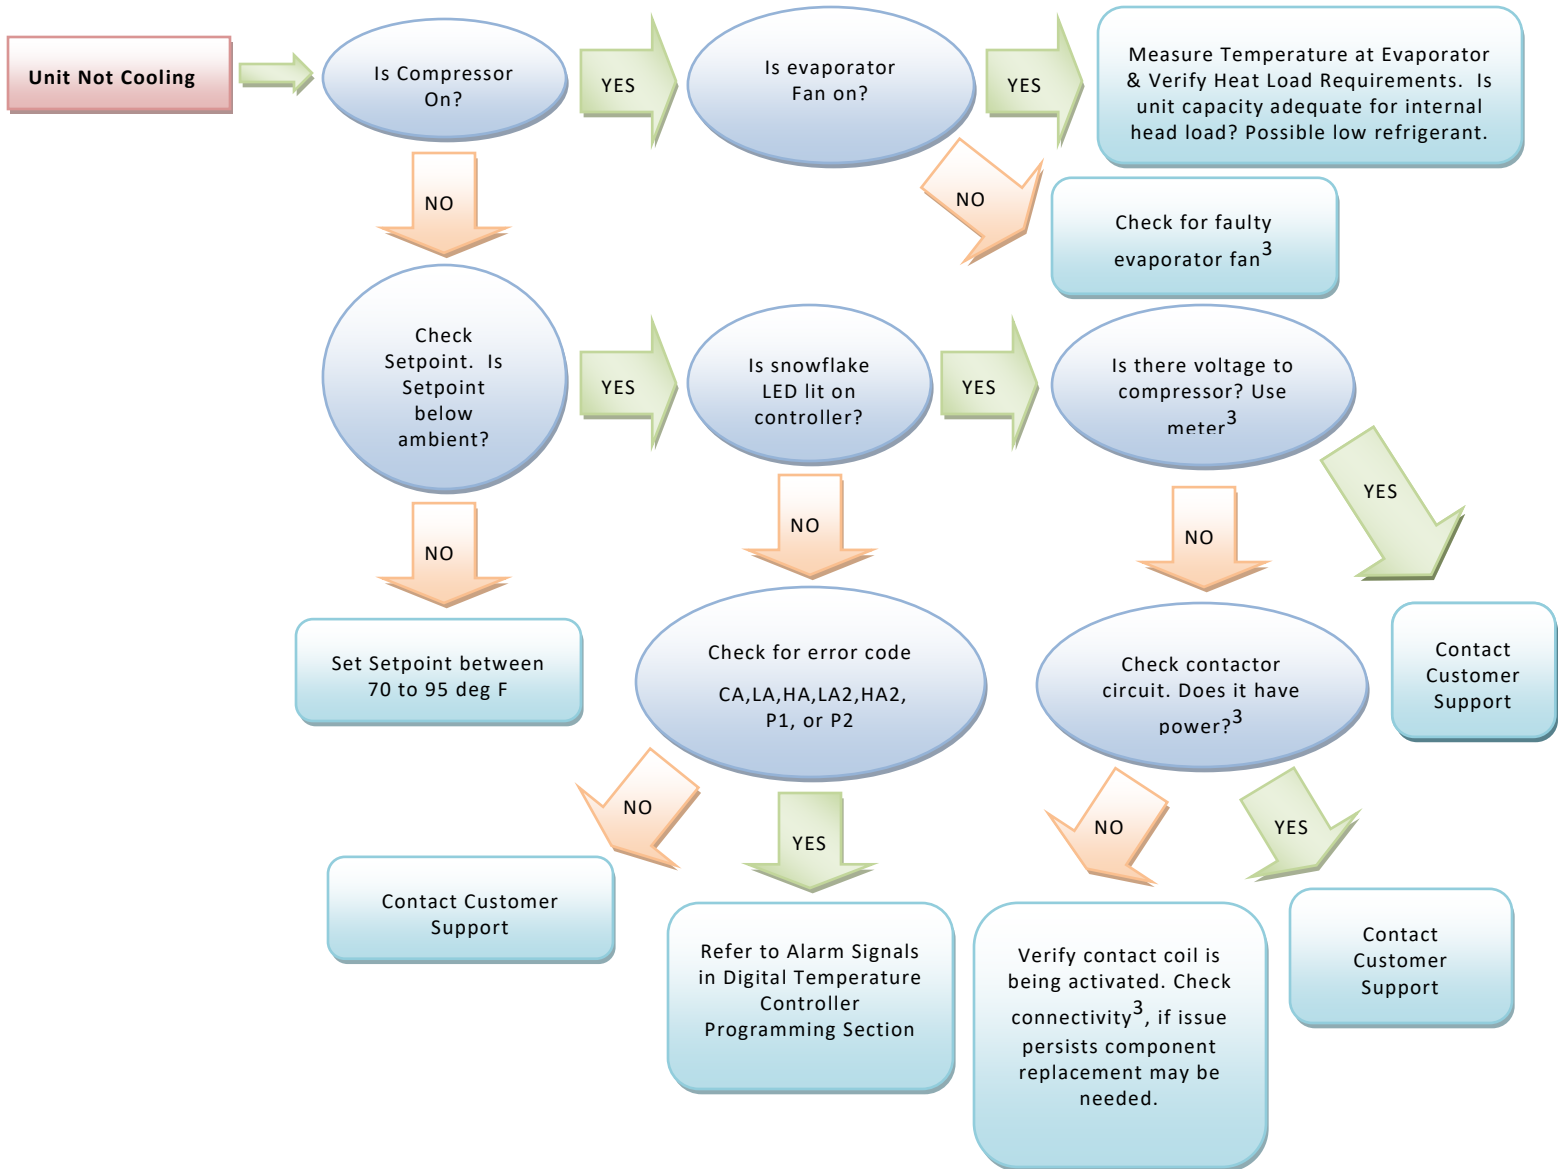 Unit Not Cooling
Is Compressor
On?
YES
Is evaporator
Fan on?
YES
Measure Temperature at Evaporator
& Verify Heat Load Requirements.  Is
unit capacity adequate for internal
head load? Possible low refrigerant.
NO
NO
Check for faulty
evaporator fan3
Check
Setpoint.  Is
Setpoint
below
ambient?
YES
Is snowflake
LED lit on
controller?
YES
Is there voltage to
compressor? Use
meter3
YES
NO
NO
NO
Set Setpoint between
70 to 95 deg F
Check for error code
CA,LA,HA,LA2,HA2,
P1, or P2
Check contactor
circuit. Does it have
power?3
Contact
Customer
Support
NO
YES
NO
YES
Contact Customer
Support
Refer to Alarm Signals
in Digital Temperature
Controller
Programming Section
Verify contact coil is
being activated. Check
connectivity3, if issue
persists component
replacement may be
needed.
Contact
Customer
Support